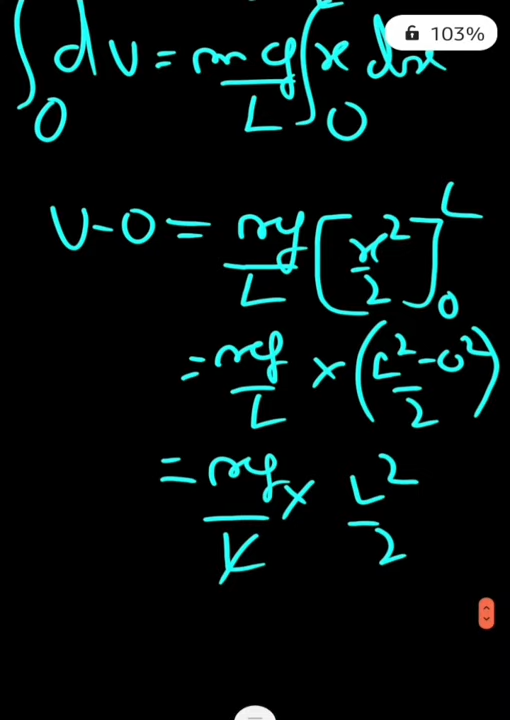 103%
∫₀ dv = mg/L ∫₀ x dx
v-0 = mg/L [x²/2]₀ᴸ
= mg/L × (L²-0²/2)
= mg/L × L²/2